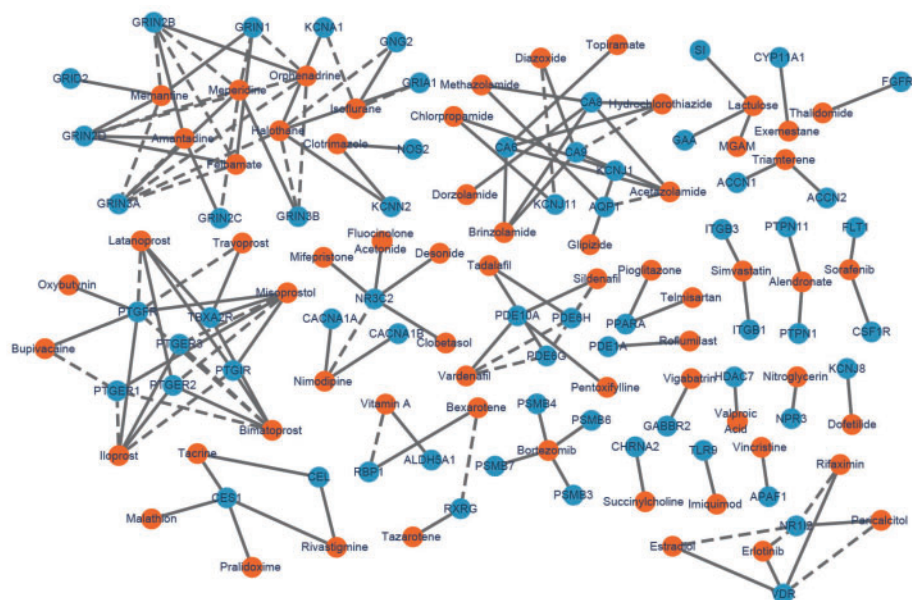 GRIN2B
GRIN1
KCNA1
GNG2
GRID2
Orphenadrine
GRIA1
Memantine
Meperidine
Isoflurane
GRIN2D
Amantadine
Halothane
Clotrimazole
NOS2
Felbamate
GRIN3A
GRIN2C
GRIN3B
KCNN2
Topiramate
Diazoxide
Methazolamide
CA8
Hydrochlorothiazide
Chlorpropamide
CA9
KCNJ1
Dorzolamide
KCNJ11
AQP1
Acetazolamide
Brinzolamide
Glipizide
SI
CYP11A1
FGFR
Lactulose
Thalidomide
GAA
MGAM
Exemestane
Triamterene
ACCN1
ACCN2
Latanoprost
Travoprost
Oxybutynin
Misoprostol
PTGFR
TBXA2R
Bupivacaine
PTGER3
PTGER1
PTGER2
PTGIR
Iloprost
Bimatoprost
Fluocinolone
Acetonide
Mifepristone
Desonide
NR3C2
CACNA1A
CACNA1B
Clobetasol
Nimodipine
Tadalafil
Sildenafil
PDE10A
PDE6H
PDE6G
Vardenafil
Pentoxifylline
Pioglitazone
Telmisartan
PPARA
PDE1A
Roflumilast
ITGB3
PTPN11
FLT1
Simvastatin
Alendronate
Sorafenib
ITGB1
PTPN1
CSF1R
Vigabatrin
HDAC7
Nitroglycerin
KCNJ8
GABBR2
Valproic
Acid
NPR3
Dofetilide
Vitamin A
Bexarotene
RBP1
ALDH5A1
RXRG
Tazarotene
PSMB4
PSMB6
Bortezomib
PSMB7
PSMB3
CHRNA2
TLR9
Vincristine
Succinylcholine
Imiquimod
APAF1
Tacrine
CEL
CES1
Malathion
Pralidoxime
Rivastigmine
Rifaximin
Paricalcitol
Estradiol
Erlotinib
VDR